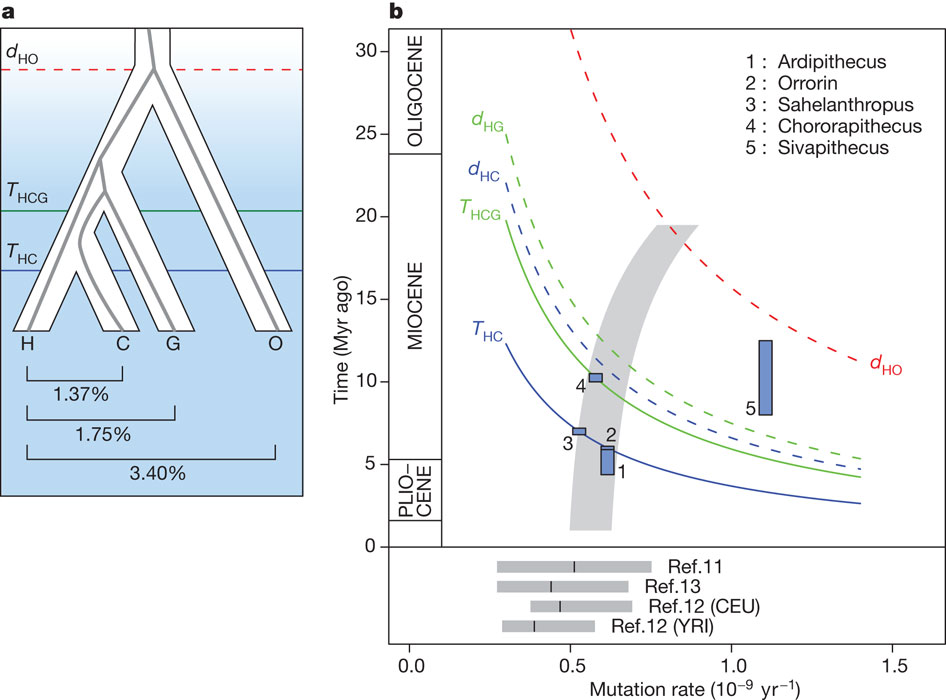 a
dHO
THCG
THC
H C G O
1.37%
1.75%
3.40%
b
Time (Myr ago)
30
25
20
15
10
5
0
OLIGOCENE
MIOCENE
PLIO-
CENE
dHG
dHC
THCG
THC
dHO
1 : Ardipithecus
2 : Orrorin
3 : Sahelanthropus
4 : Chororapithecus
5 : Sivapithecus
4
3
2
1
5
Ref.11
Ref.13
Ref.12 (CEU)
Ref.12 (YRI)
0.0 0.5 1.0 1.5
Mutation rate (10⁻⁹ yr⁻¹)